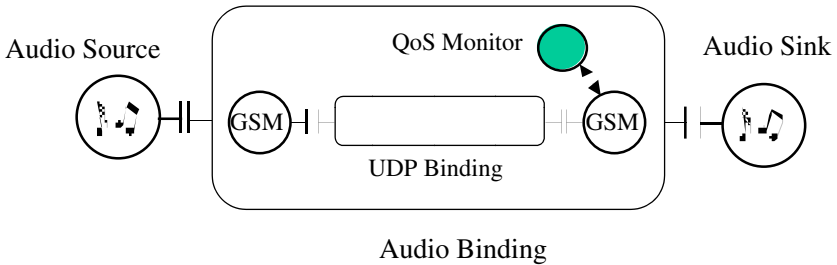 Audio Source
QoS Monitor
Audio Sink
GSM
GSM
UDP Binding
Audio Binding